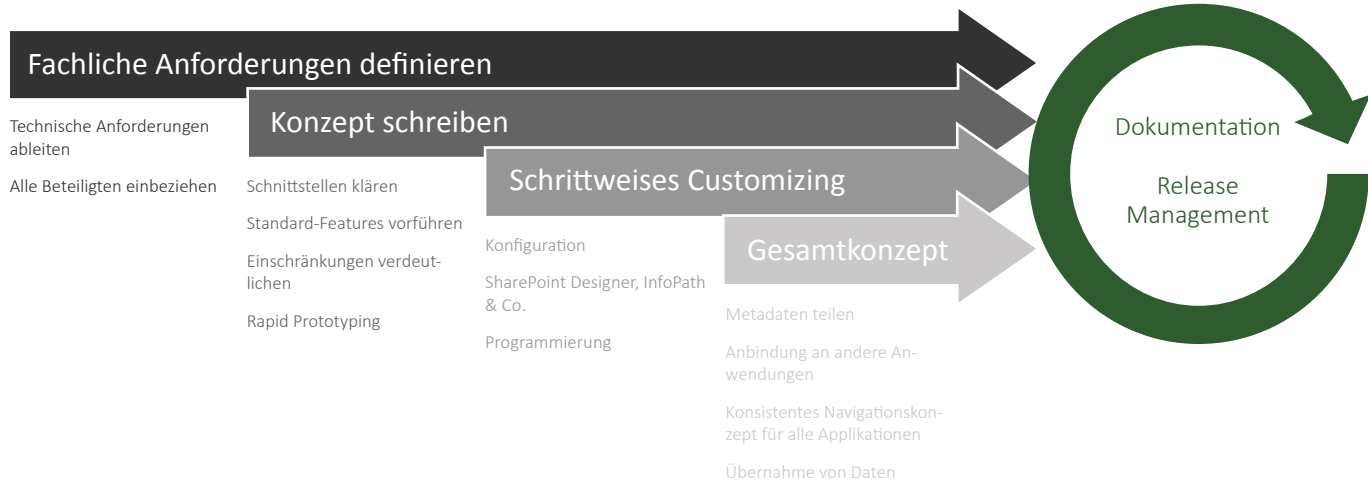 Fachliche Anforderungen definieren
Technische Anforderungen
ableiten
Alle Beteiligten einbeziehen
Konzept schreiben
Schnittstellen klären
Standard-Features vorführen
Einschränkungen verdeut-
lichen
Rapid Prototyping
Schrittweises Customizing
Konfiguration
SharePoint Designer, InfoPath
& Co.
Programmierung
Gesamtkonzept
Metadaten teilen
Anbindung an andere An-
wendungen
Konsistentes Navigationskon-
zept für alle Applikationen
Übernahme von Daten
Dokumentation
Release
Management